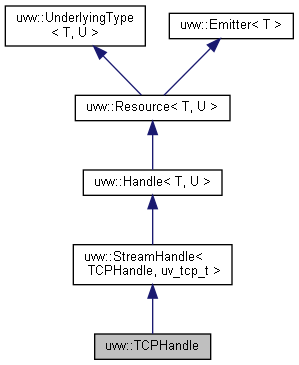 uvw::UnderlyingType
< T, U >
uvw::Emitter< T >
uvw::Resource< T, U >
uvw::Handle< T, U >
uvw::StreamHandle<
TCPHandle, uv_tcp_t >
uvw::TCPHandle